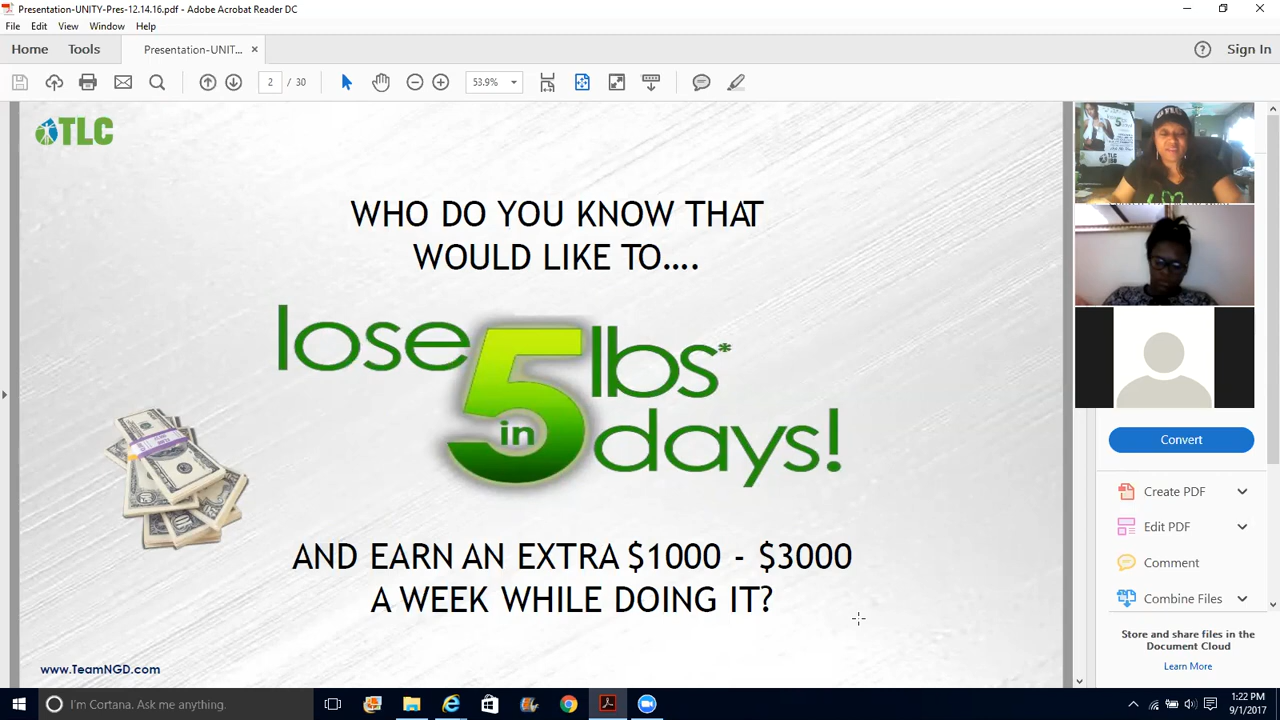 Presentation-UNITY-Pres-12.14.16.pdf - Adobe Acrobat Reader DC
File Edit View Window Help
Home Tools Presentation-UNIT... × Sign In
2 / 30 53.9%
TLC
WHO DO YOU KNOW THAT
WOULD LIKE TO....
lose 5 lbs*
in days!
AND EARN AN EXTRA $1000 - $3000
A WEEK WHILE DOING IT?
www.TeamNGD.com
Convert
Create PDF
Edit PDF
Comment
Combine Files
Store and share files in the
Document Cloud
Learn More
I'm Cortana. Ask me anything.
1:22 PM
9/1/2017